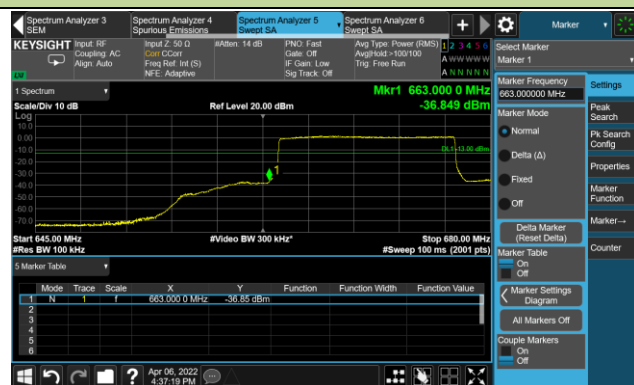 Spectrum Analyzer 3
SEM
Spectrum Analyzer 4
Spurious Emissions
Spectrum Analyzer 5
Swept SA
Spectrum Analyzer 6
Swept SA
+
Marker
KEYSIGHT
Input: RF
Coupling: AC
Align: Auto
Input Z: 50 Ω
Corr CCorr
Freq Ref: Int (S)
NFE: Adaptive
#Atten: 14 dB
PNO: Fast
Gate: Off
IF Gain: Low
Sig Track: Off
Avg Type: Power (RMS)
Avg|Hold:>100/100
Trig: Free Run
1 2 3 4 5 6
A W W W W W
A N N N N N
LXI
1 Spectrum
Scale/Div 10 dB
Ref Level 20.00 dBm
Mkr1 663.000 0 MHz
-36.849 dBm
Log
10.0
0.00
-10.0
-20.0
-30.0
-40.0
-50.0
-60.0
-70.0
DL1 -13.00 dBm
1
Start 645.00 MHz
#Res BW 100 kHz
#Video BW 300 kHz*
Stop 680.00 MHz
#Sweep 100 ms (2001 pts)
5 Marker Table
Mode Trace Scale X Y Function Function Width Function Value
1 N 1 f 663.000 0 MHz -36.85 dBm
2
3
4
5
6
Select Marker
Marker 1
Marker Frequency
663.000000 MHz
Marker Mode
Normal
Delta (Δ)
Fixed
Off
Delta Marker
(Reset Delta)
Marker Table
On
Off
Marker Settings
Diagram
All Markers Off
Couple Markers
On
Off
Settings
Peak
Search
Pk Search
Config
Properties
Marker
Function
Marker→
Counter
?
Apr 06, 2022
4:37:19 PM